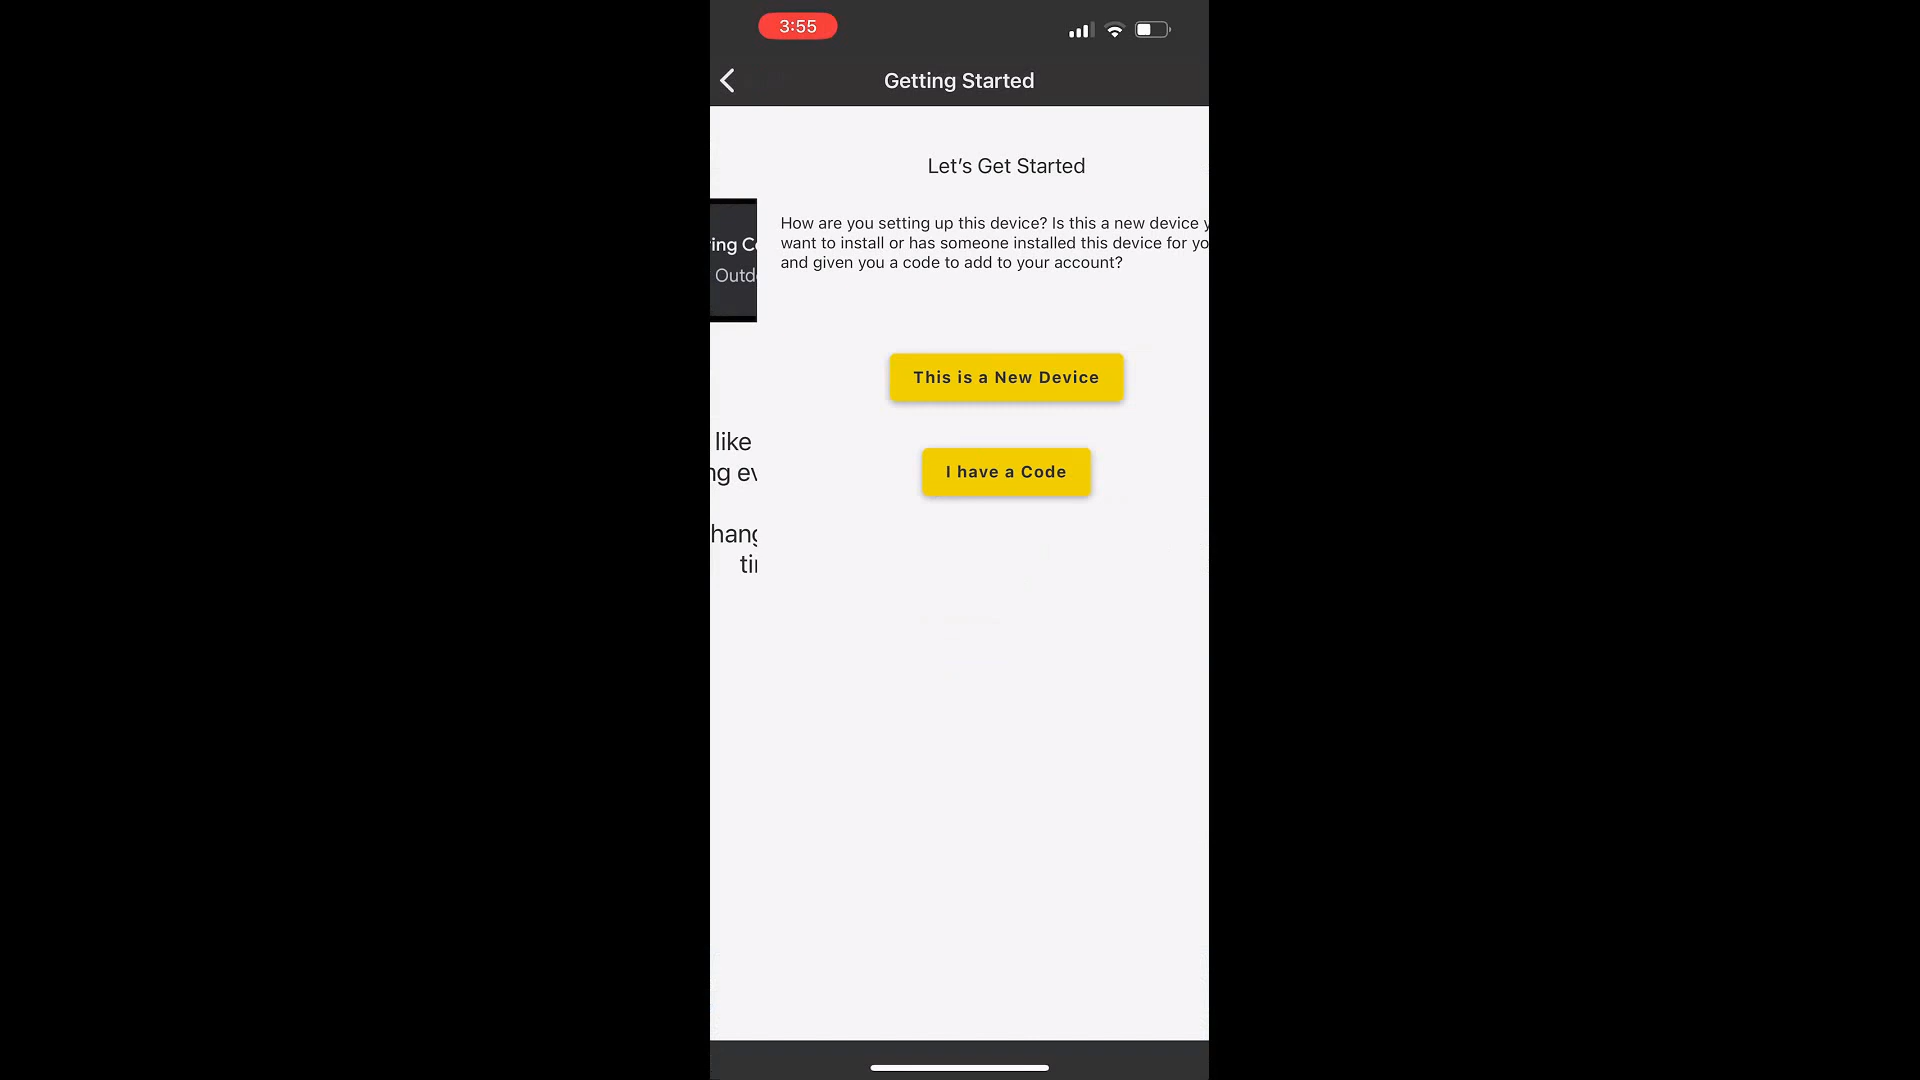 3:55
Getting Started
Let's Get Started
How are you setting up this device? Is this a new device
want to install or has someone installed this device for
and given you a code to add to your account?
This is a New Device
I have a Code
like